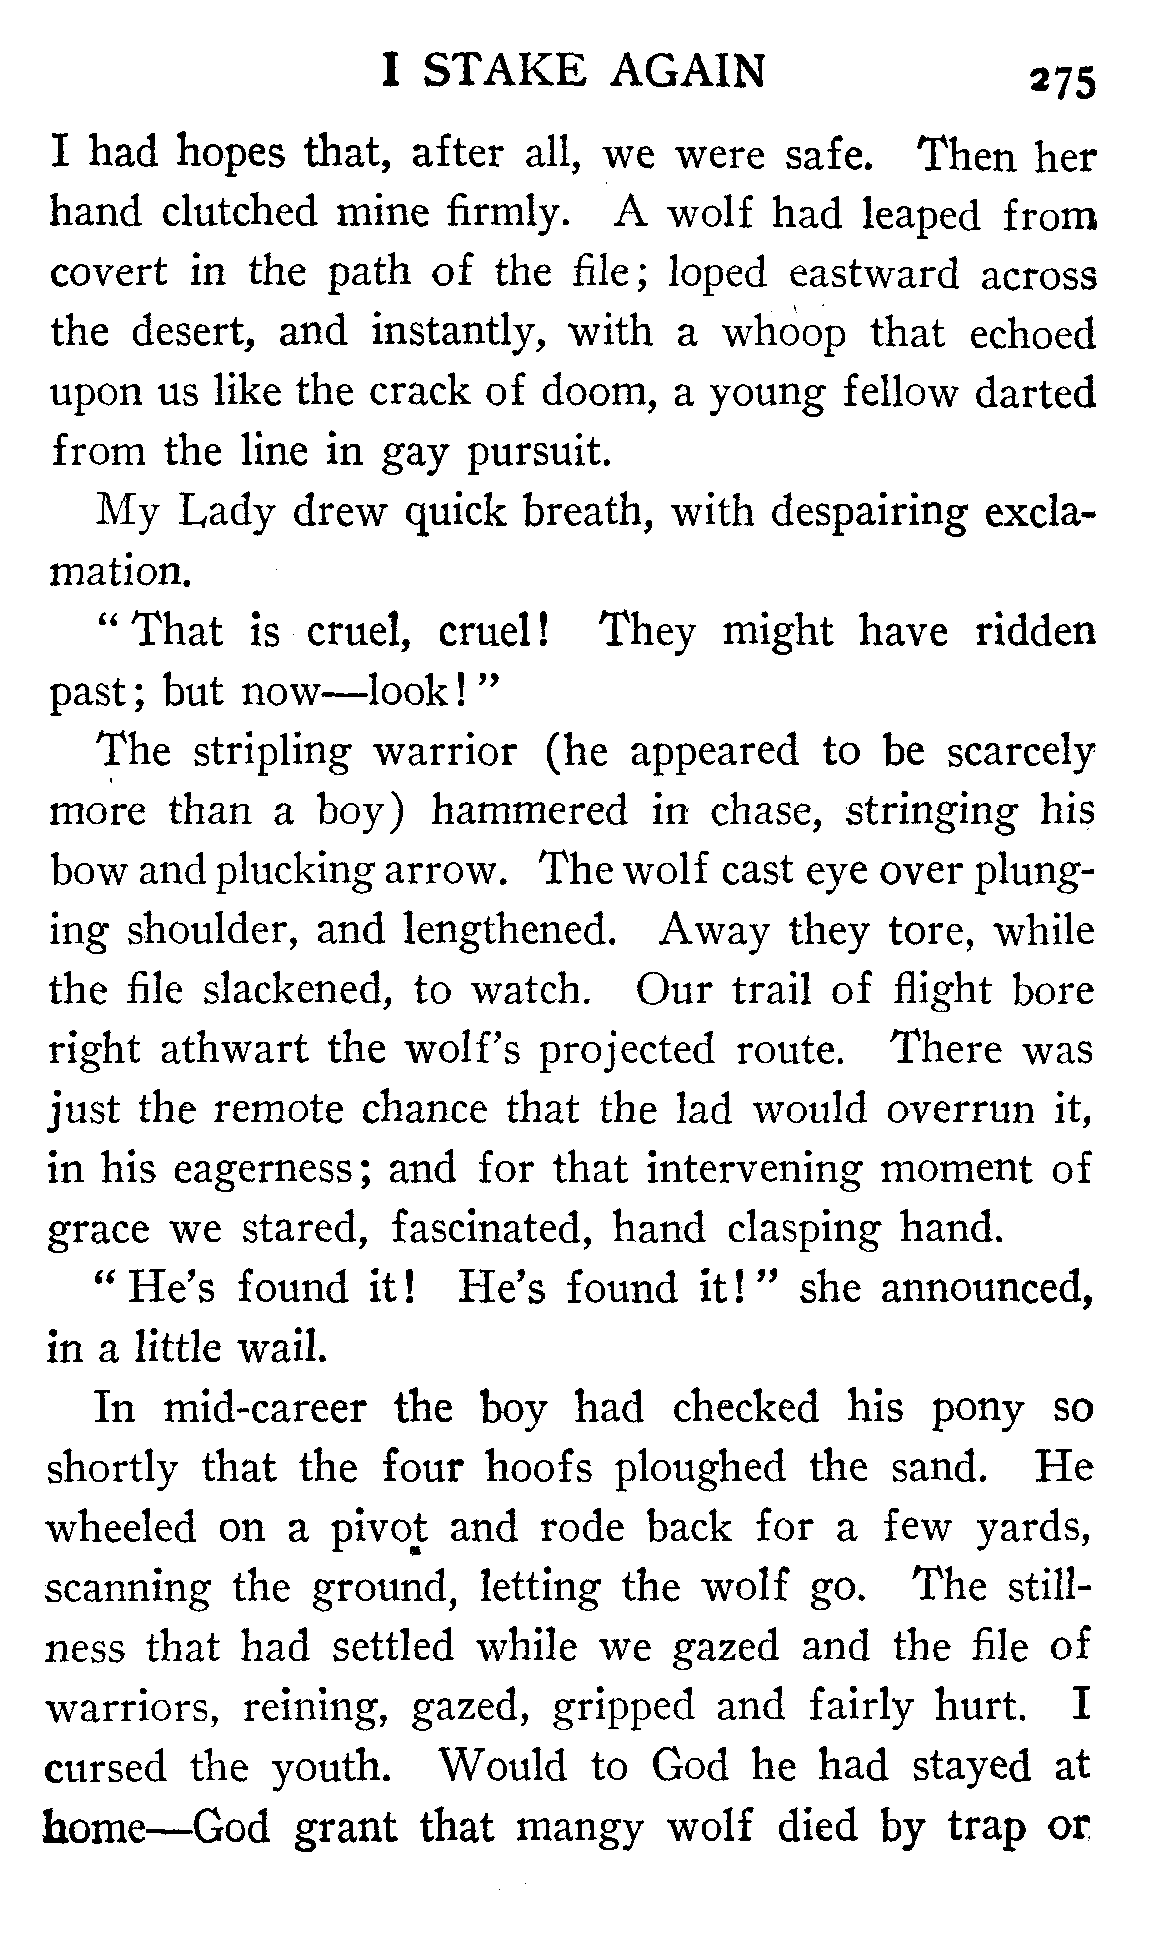 I STAKE AGAIN 275
I had hopes that, after all, we were safe. Then her
hand clutched mine firmly. A wolf had leaped from
covert in the path of the file; loped eastward across
the desert, and instantly, with a whoop that echoed
upon us like the crack of doom, a young fellow darted
from the line in gay pursuit.
My Lady drew quick breath, with despairing excla-
mation.
"That is cruel, cruel! They might have ridden
past; but now—look!"
The stripling warrior (he appeared to be scarcely
more than a boy) hammered in chase, stringing his
bow and plucking arrow. The wolf cast eye over plung-
ing shoulder, and lengthened. Away they tore, while
the file slackened, to watch. Our trail of flight bore
right athwart the wolf's projected route. There was
just the remote chance that the lad would overrun it,
in his eagerness; and for that intervening moment of
grace we stared, fascinated, hand clasping hand.
"He's found it! He's found it!" she announced,
in a little wail.
In mid-career the boy had checked his pony so
shortly that the four hoofs ploughed the sand. He
wheeled on a pivot and rode back for a few yards,
scanning the ground, letting the wolf go. The still-
ness that had settled while we gazed and the file of
warriors, reining, gazed, gripped and fairly hurt. I
cursed the youth. Would to God he had stayed at
home—God grant that mangy wolf died by trap or